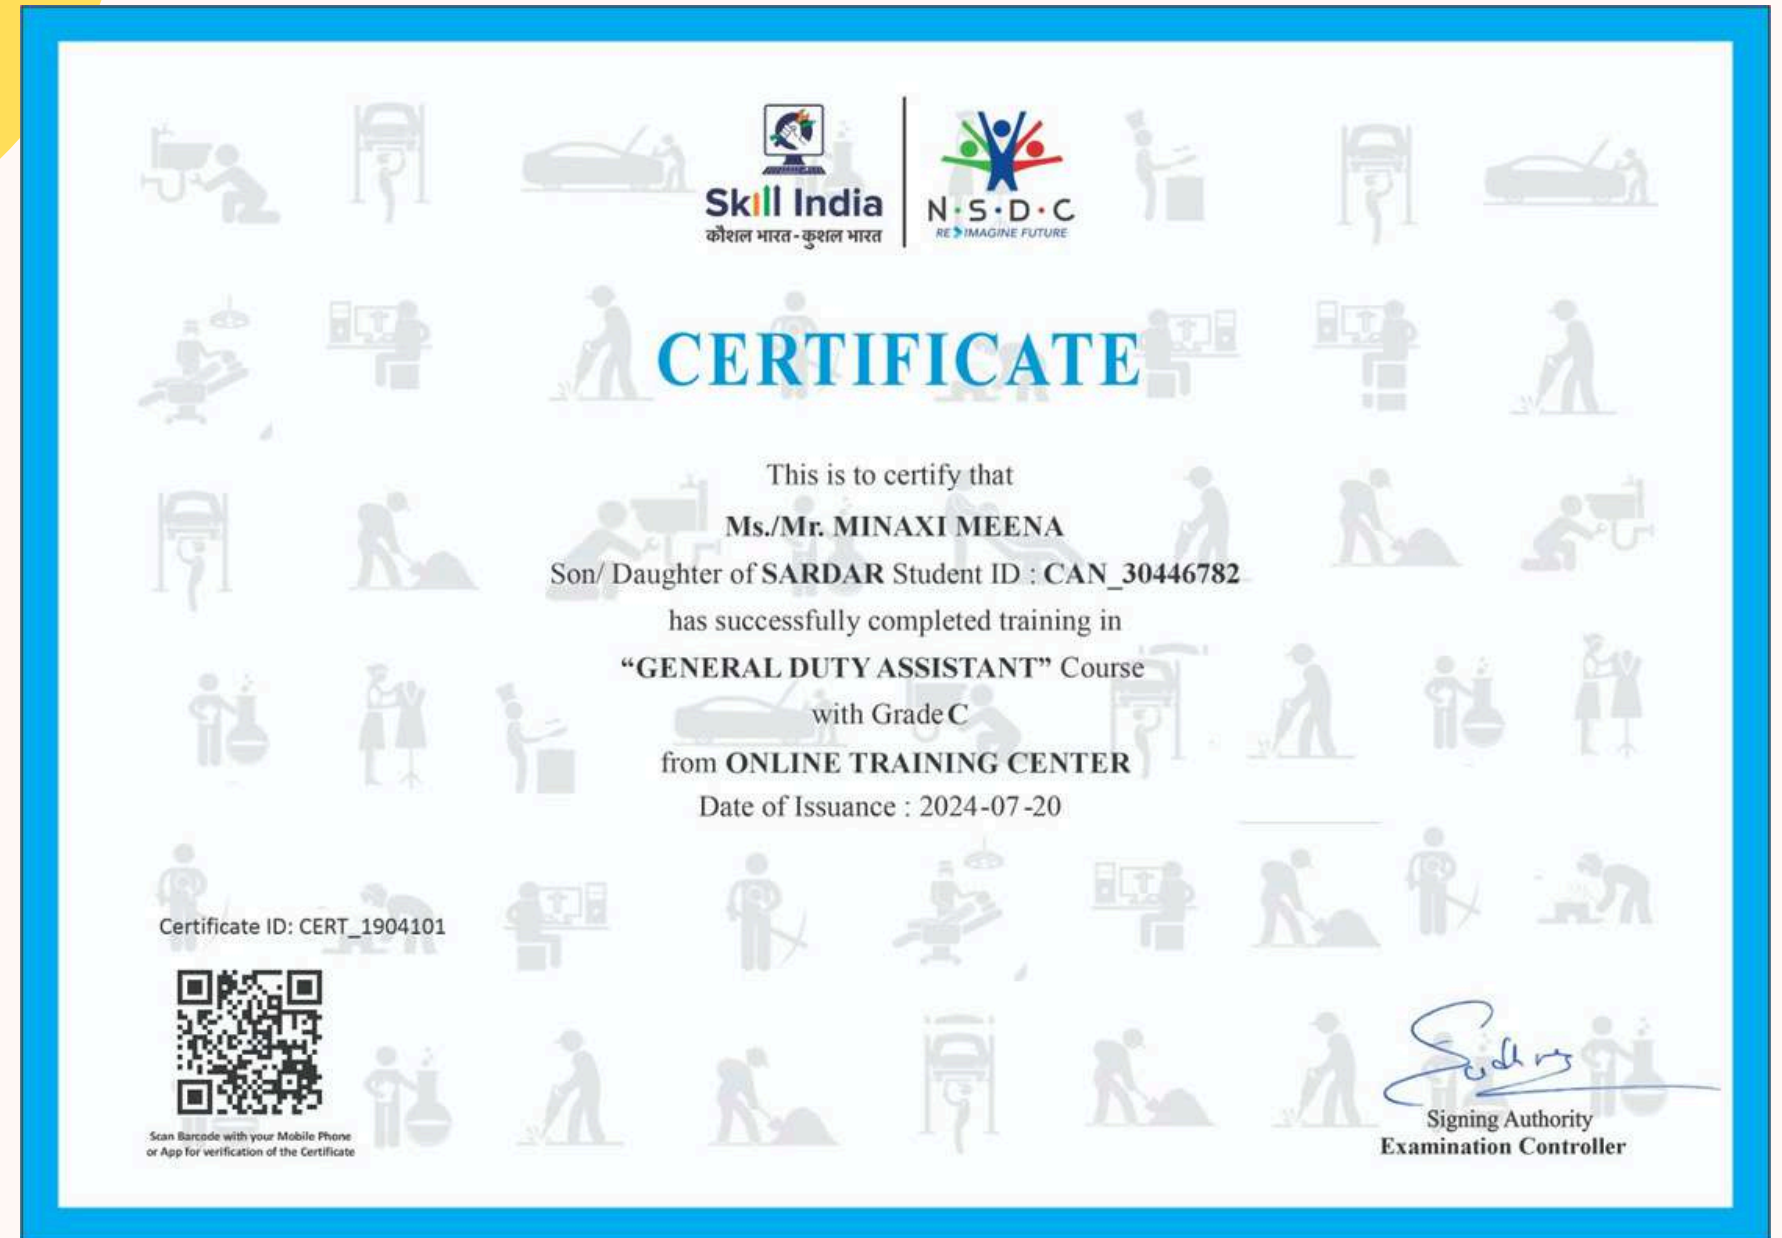 Skill India
कौशल भारत-कुशल भारत
N·S·D·C
RE IMAGINE FUTURE
CERTIFICATE
This is to certify that
Ms./Mr. MINAXI MEENA
Son/ Daughter of SARDAR Student ID : CAN_30446782
has successfully completed training in
“GENERAL DUTY ASSISTANT” Course
with Grade C
from ONLINE TRAINING CENTER
Date of Issuance : 2024-07-20
Certificate ID: CERT_1904101
Scan Barcode with your Mobile Phone
or App for verification of the Certificate
Signing Authority
Examination Controller